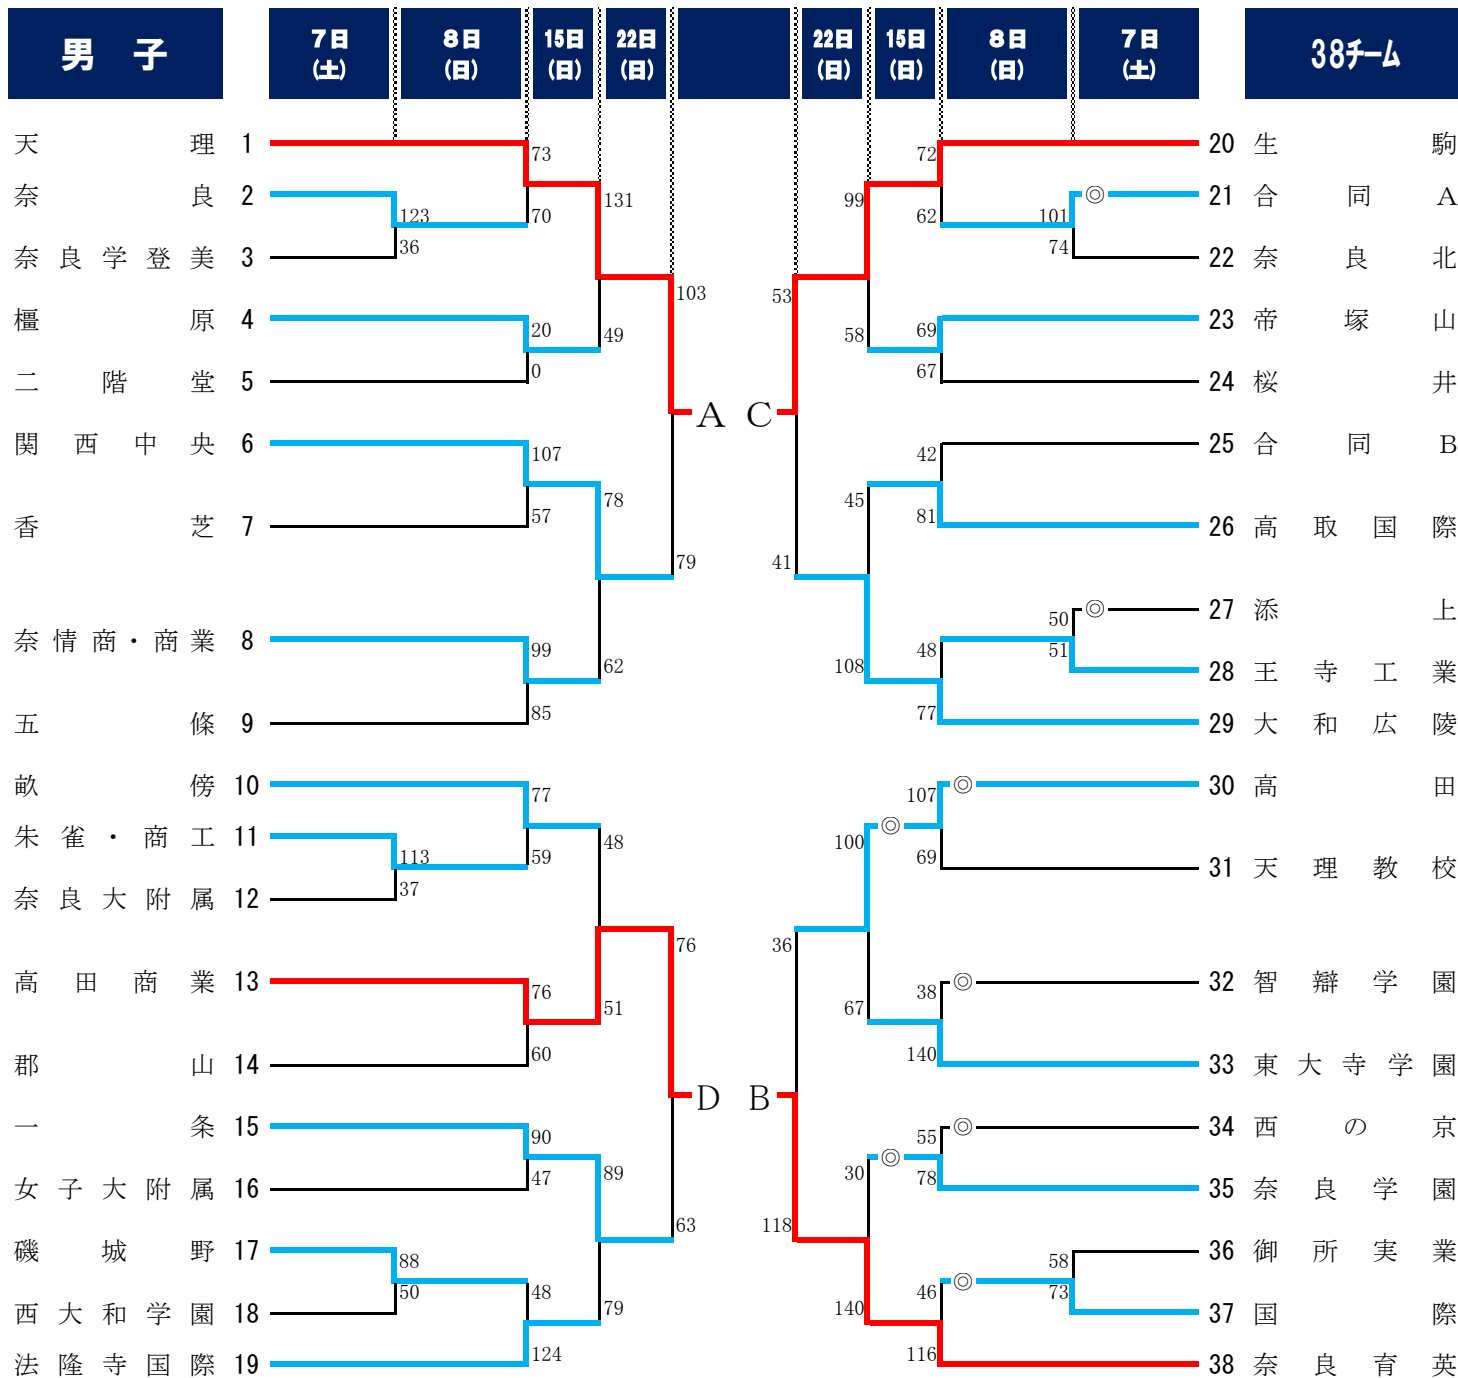 男子 7日(土) 8日(日) 15日(日) 22日(日) 22日(日) 15日(日) 8日(日) 7日(土) 38チーム
天理 1 73 72 20 生駒
奈良 2 131 99 ◎ 21 合同A
123 70 62 101
奈良学登美 3 36 74 22 奈良北
103 53
橿原 4 20 49 58 69 23 帝塚山
二階堂 5 0 67 24 桜井
A C
関西中央 6 107 42 25 合同B
78 45
香芝 7 57 81 26 高取国際
79 41
50 ◎ 27 添上
奈情商・商業 8 99 62 108 48 51 28 王寺工業
五條 9 85 77 29 大和広陵
畝傍 10 77 107 ◎ 30 高田
朱雀・商工 11 48 100 ◎
113 59 69 31 天理教校
奈良大附属 12 37
76 36
高田商業 13 76 51 67 38 ◎ 32 智辯学園
郡山 14 60 140 33 東大寺学園
D B
一条 15 90 55 ◎ 34 西の京
女子大附属 16 47 89 30 ◎ 78 35 奈良学園
63 118
磯城野 17 88 58 36 御所実業
西大和学園 18 50 48 79 140 46 ◎ 73 37 国際
法隆寺国際 19 124 116 38 奈良育英